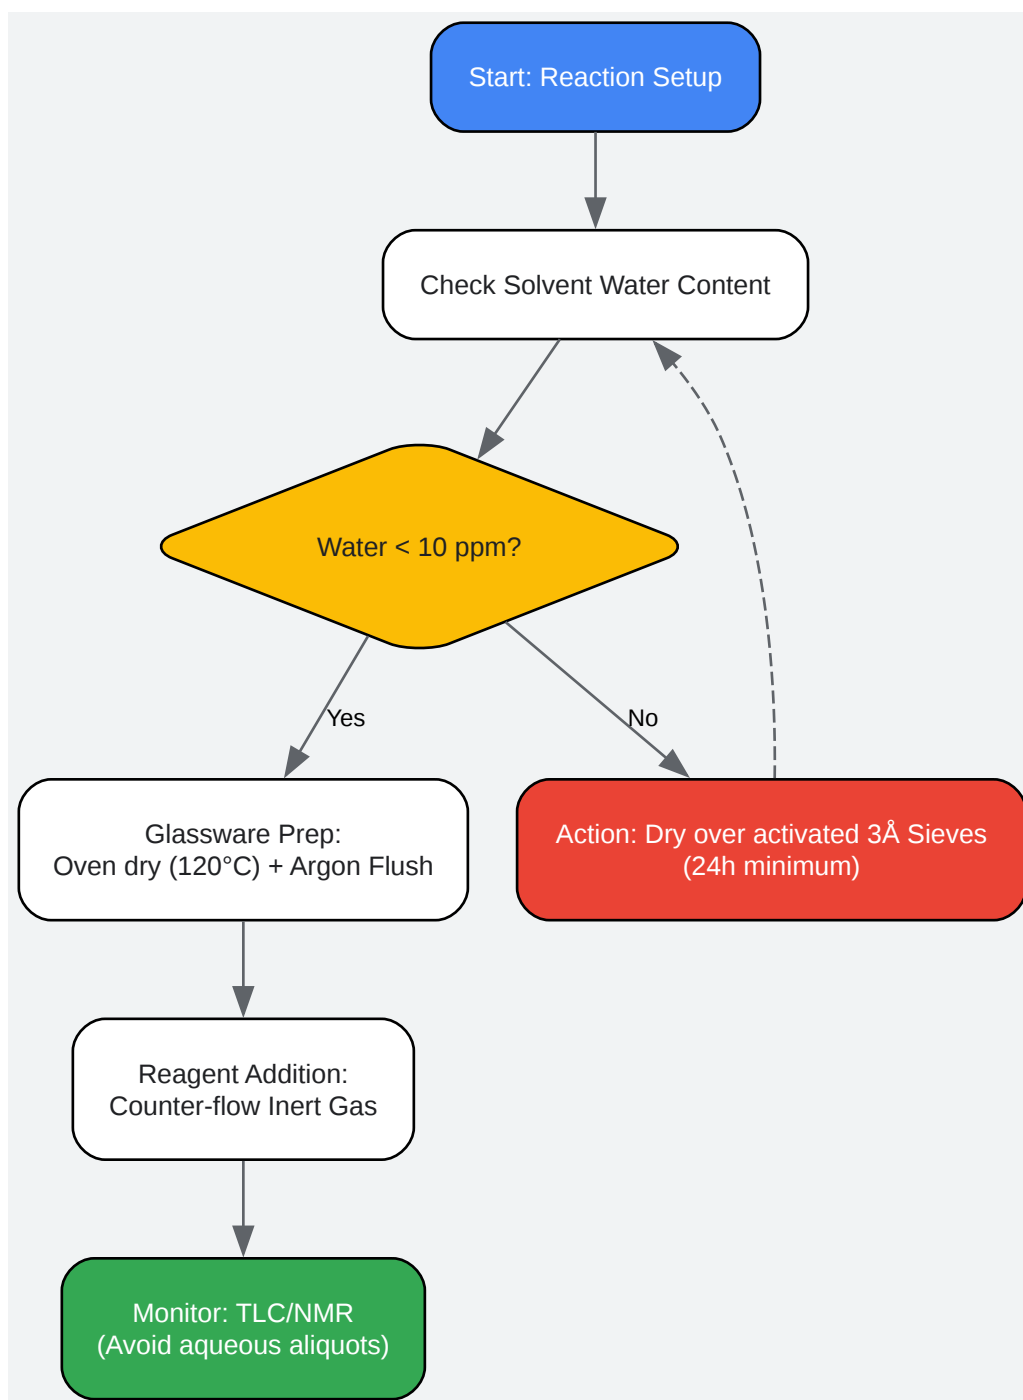 Start: Reaction Setup
Check Solvent Water Content
Water < 10 ppm?
Yes
No
Glassware Prep:
Oven dry (120°C) + Argon Flush
Action: Dry over activated 3Å Sieves
(24h minimum)
Reagent Addition:
Counter-flow Inert Gas
Monitor: TLC/NMR
(Avoid aqueous aliquots)